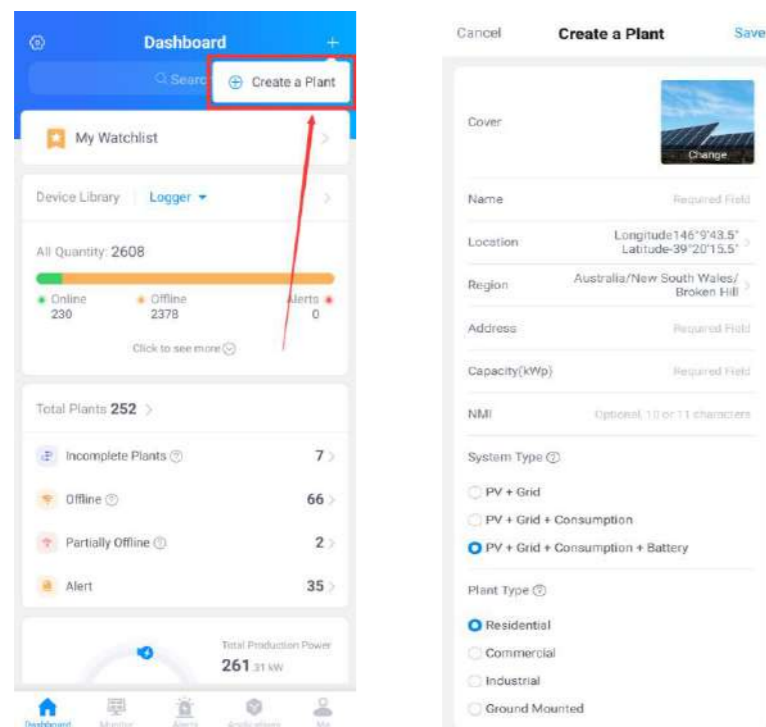 Dashboard
+
Create a Plant
My Watchlist
Device Library
Logger
All Quantity: 2608
Online
230
Offline
2378
Alerts
0
Click to see more
Total Plants 252
Incomplete Plants
7
Offline
66
Partially Offline
2
Alert
35
Total Production Power
261.31 kW
Dashboard
Monitor
Alerts
Applications
Me
Cancel
Create a Plant
Save
Cover
Change
Name
Required Field
Location
Longitude146°9'43.5"
Latitude-39°20'15.5"
Region
Australia/New South Wales/
Broken Hill
Address
Required Field
Capacity(kWp)
Required Field
NMI
Optional, 10 or 11 characters
System Type
PV + Grid
PV + Grid + Consumption
PV + Grid + Consumption + Battery
Plant Type
Residential
Commercial
Industrial
Ground Mounted